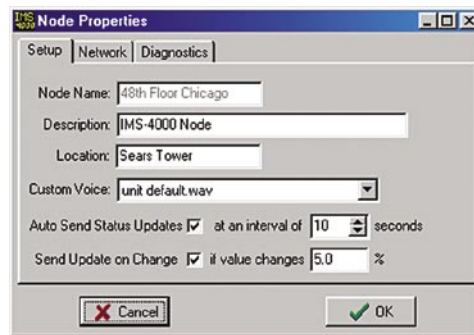 IMS 4000 Node Properties
Setup Network Diagnostics
Node Name: 48th Floor Chicago
Description: IMS-4000 Node
Location: Sears Tower
Custom Voice: unit default.wav
Auto Send Status Updates at an interval of 10 seconds
Send Update on Change if value changes 5.0 %
Cancel OK